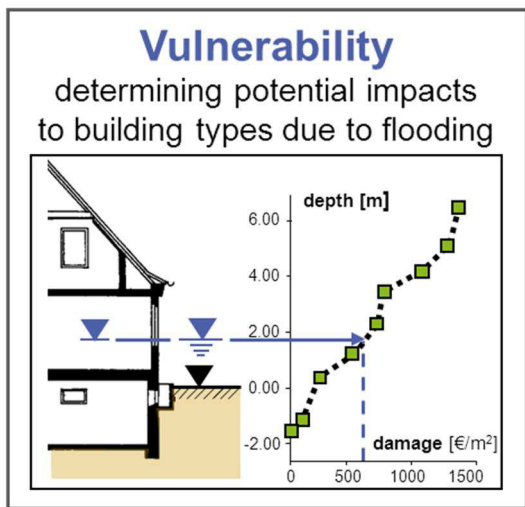 Vulnerability
determining potential impacts
to building types due to flooding
depth [m]
6.00
4.00
2.00
0.00
-2.00
damage [€/m²]
0 500 1000 1500